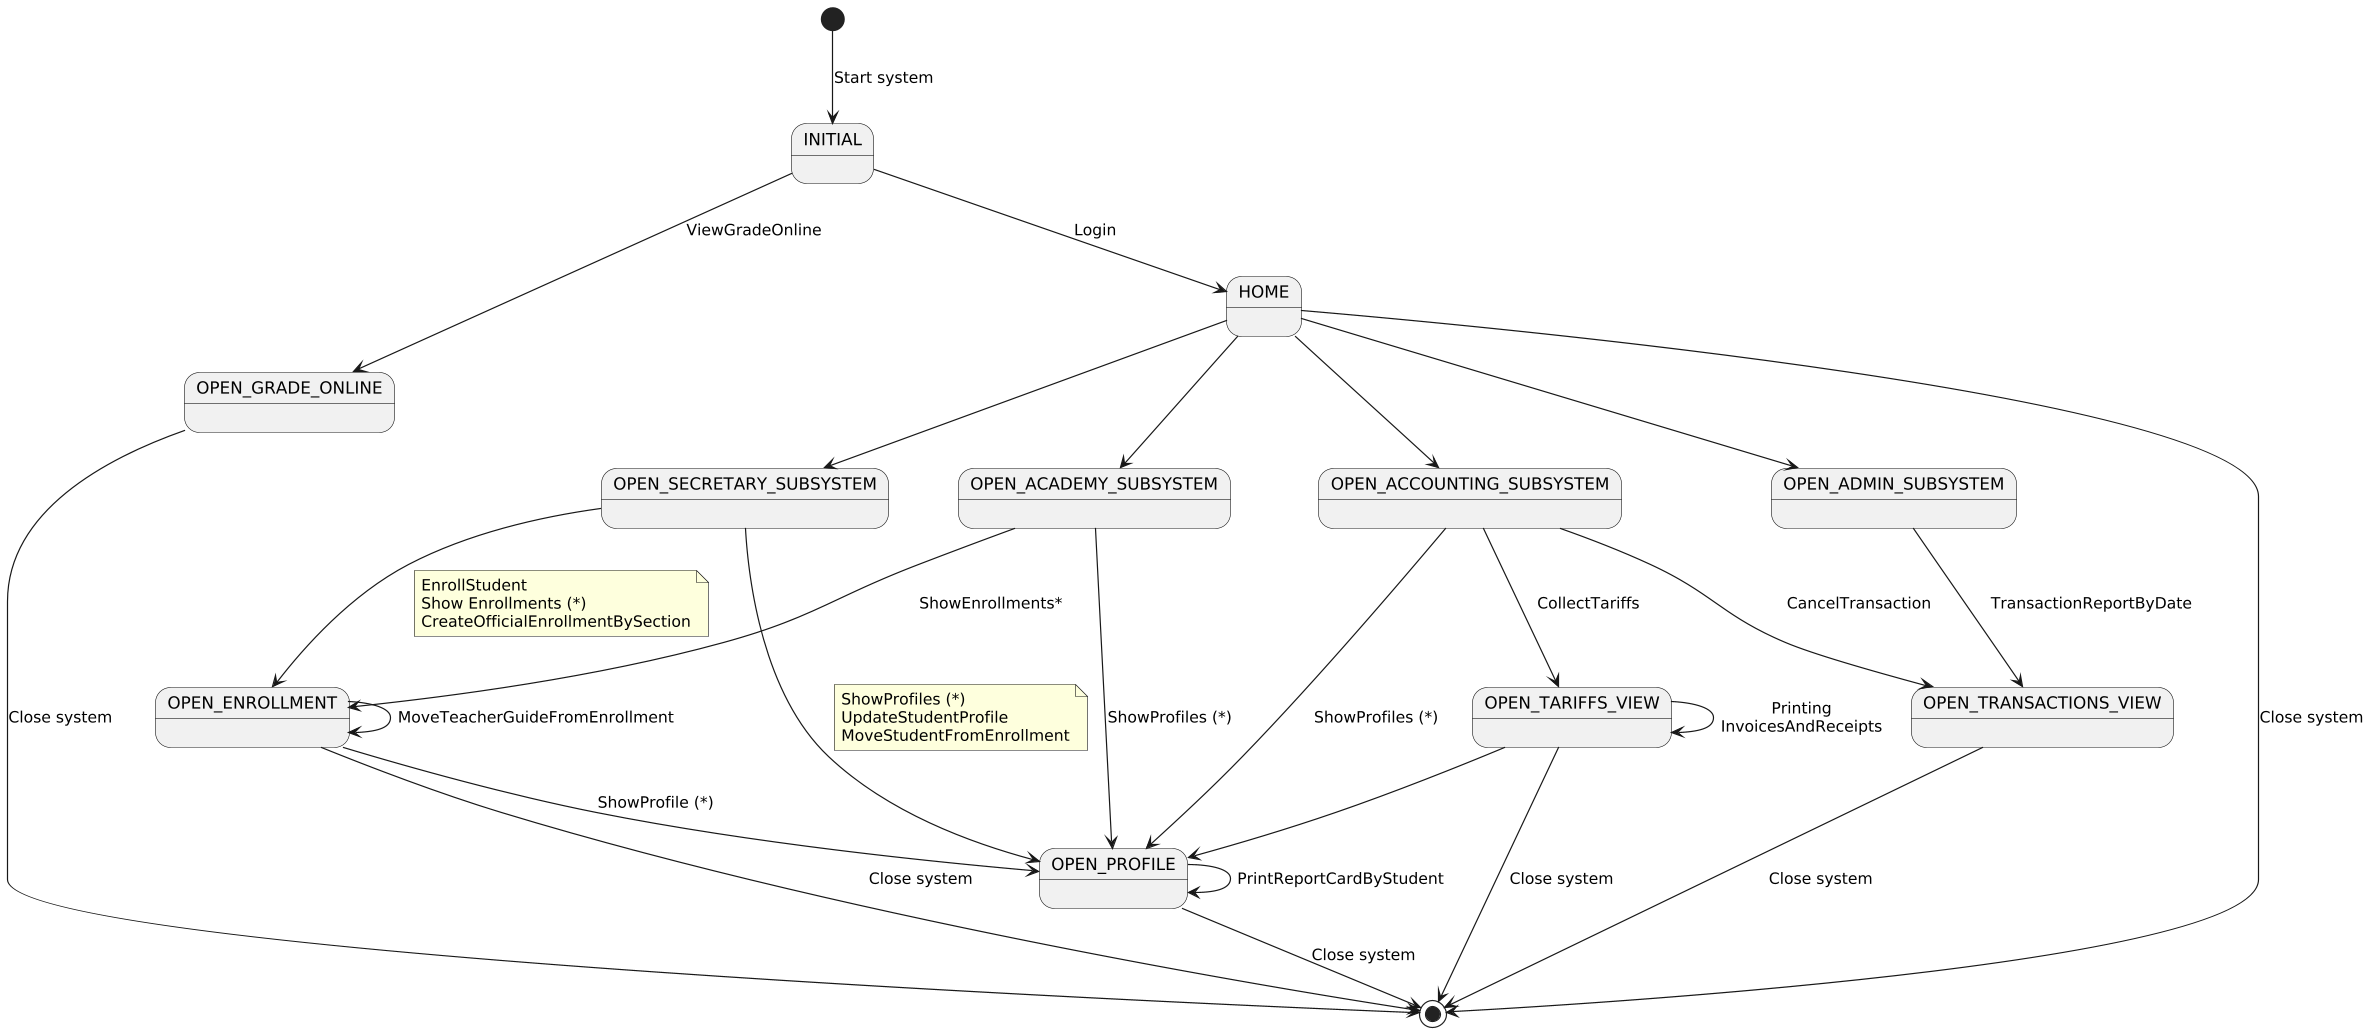 Start system
INITIAL
ViewGradeOnline
Login
HOME
OPEN_GRADE_ONLINE
OPEN_SECRETARY_SUBSYSTEM
OPEN_ACADEMY_SUBSYSTEM
OPEN_ACCOUNTING_SUBSYSTEM
OPEN_ADMIN_SUBSYSTEM
EnrollStudent
Show Enrollments (*)
CreateOfficialEnrollmentBySection
ShowEnrollments*
CollectTariffs
CancelTransaction
TransactionReportByDate
OPEN_ENROLLMENT
OPEN_TARIFFS_VIEW
OPEN_TRANSACTIONS_VIEW
Close system
MoveTeacherGuideFromEnrollment
ShowProfiles (*)
UpdateStudentProfile
MoveStudentFromEnrollment
ShowProfiles (*)
ShowProfiles (*)
Printing
InvoicesAndReceipts
Close system
ShowProfile (*)
OPEN_PROFILE
Close system
PrintReportCardByStudent
Close system
Close system
Close system